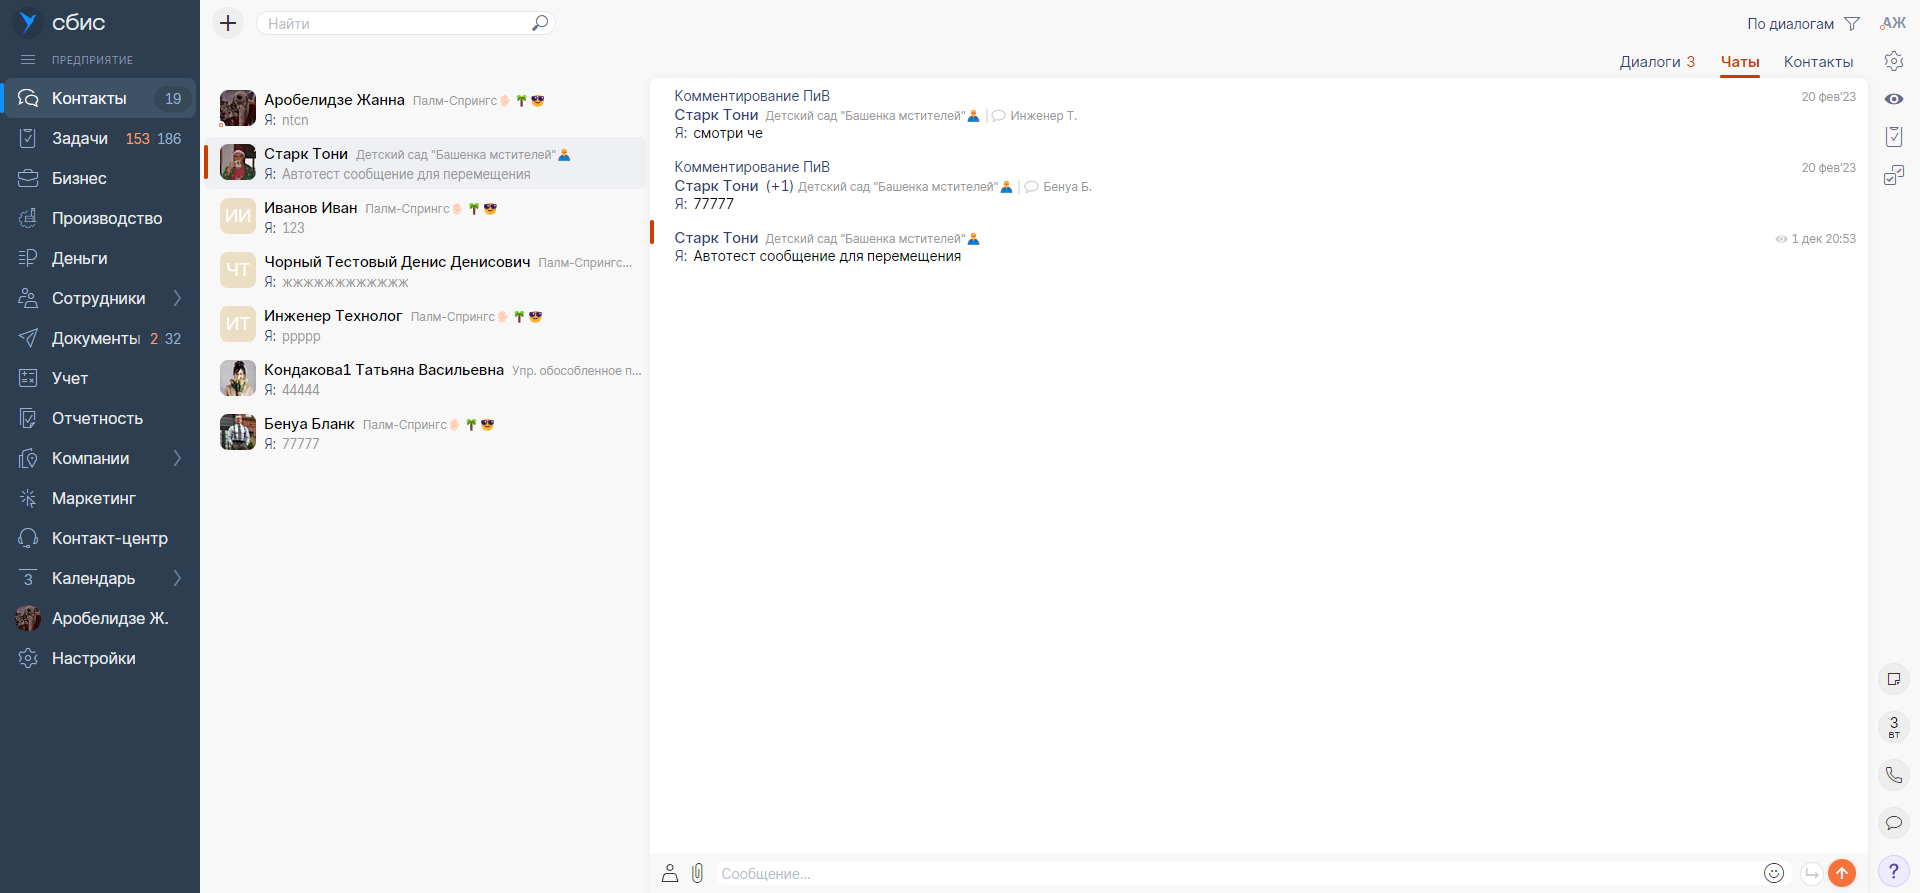 сбис
ПРЕДПРИЯТИЕ
Контакты 19
Задачи 153 186
Бизнес
Производство
Деньги
Сотрудники
Документы 2 32
Учет
Отчетность
Компании
Маркетинг
Контакт-центр
3 Календарь
Аробелидзе Ж.
Настройки
Найти
По диалогам
АЖ
Диалоги 3 Чаты Контакты
Аробелидзе Жанна Палм-Спрингс
Я: ntcn
Старк Тони Детский сад "Башенка мстителей"
Я: Автотест сообщение для перемещения
ИИ
Иванов Иван Палм-Спрингс
Я: 123
ЧТ
Чорный Тестовый Денис Денисович Палм-Спрингс...
Я: жжжжжжжжжжжж
ИТ
Инженер Технолог Палм-Спрингс
Я: ррррр
Кондакова1 Татьяна Васильевна Упр. обособленное п...
Я: 44444
Бенуа Бланк Палм-Спрингс
Я: 77777
Комментирование ПиВ 20 фев'23
Старк Тони Детский сад "Башенка мстителей" | Инженер Т.
Я: смотри че
Комментирование ПиВ 20 фев'23
Старк Тони (+1) Детский сад "Башенка мстителей" | Бенуа Б.
Я: 77777
Старк Тони Детский сад "Башенка мстителей" 1 дек 20:53
Я: Автотест сообщение для перемещения
Сообщение...
3
ВТ
?